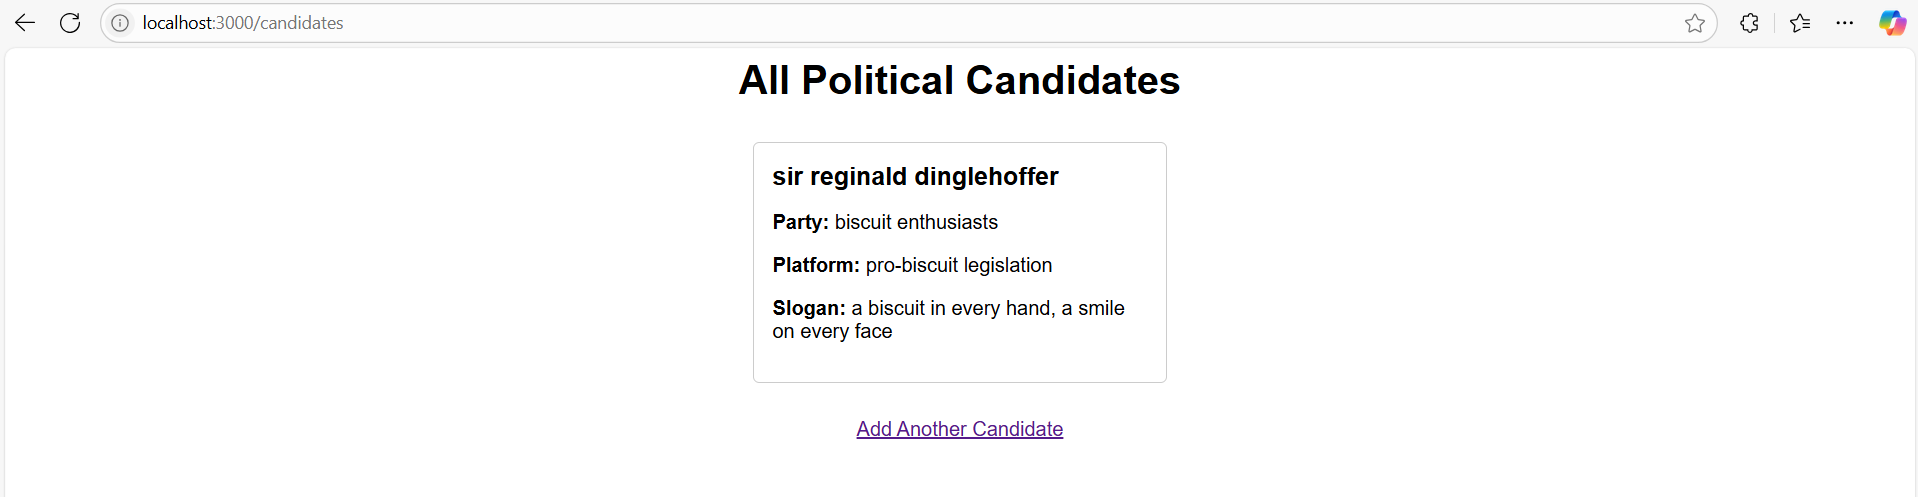 localhost:3000/candidates
All Political Candidates
sir reginald dinglehoffer
Party: biscuit enthusiasts
Platform: pro-biscuit legislation
Slogan: a biscuit in every hand, a smile
on every face
Add Another Candidate